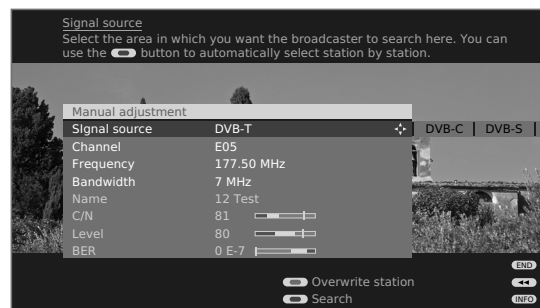 Signal source
Select the area in which you want the broadcaster to search here. You can
use the button to automatically select station by station.
Manual adjustment
SIgnal source DVB-T DVB-C DVB-S
Channel E05
Frequency 177.50 MHz
Bandwidth 7 MHz
Name 12 Test
C/N 81
Level 80
BER 0 E-7
END
Overwrite station
Search INFO